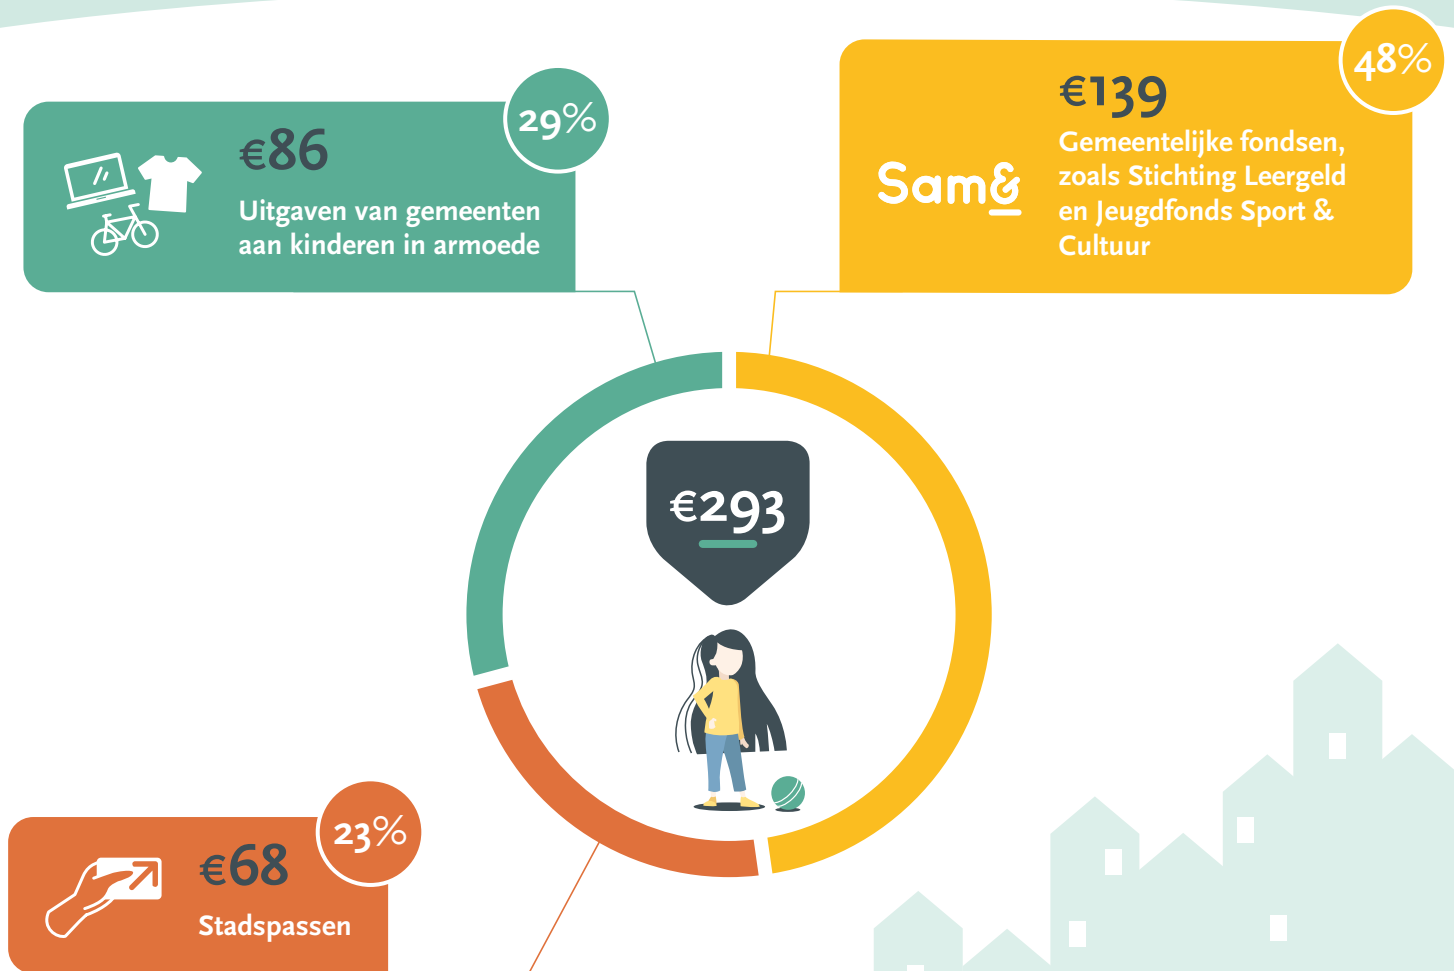 29%
€86
Uitgaven van gemeenten
aan kinderen in armoede
48%
€139
Sam&
Gemeentelijke fondsen,
zoals Stichting Leergeld
en Jeugdfonds Sport &
Cultuur
€293
23%
€68
Stadspassen